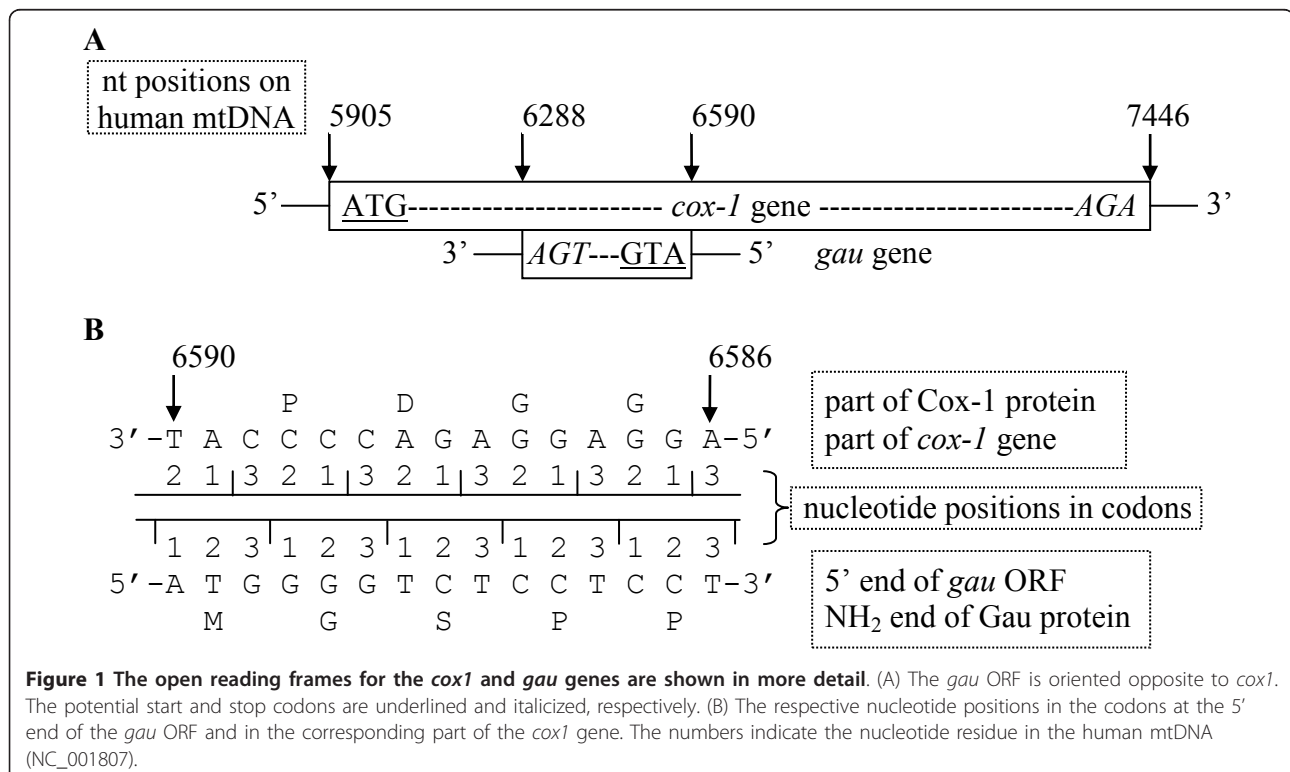 A
nt positions on
human mtDNA
5905 6288 6590 7446
5’ ATG----------------------- cox-1 gene -----------------------AGA 3’
3’ AGT---GTA 5’ gau gene
B
6590 6586
P D G G
3′-T A C C C C A G A G G A G G A-5′
2 1 3 2 1 3 2 1 3 2 1 3 2 1 3
part of Cox-1 protein
part of cox-1 gene
nucleotide positions in codons
1 2 3 1 2 3 1 2 3 1 2 3 1 2 3
5′-A T G G G G T C T C C T C C T-3′
M G S P P
5’ end of gau ORF
NH2 end of Gau protein
Figure 1 The open reading frames for the cox1 and gau genes are shown in more detail. (A) The gau ORF is oriented opposite to cox1.
The potential start and stop codons are underlined and italicized, respectively. (B) The respective nucleotide positions in the codons at the 5’
end of the gau ORF and in the corresponding part of the cox1 gene. The numbers indicate the nucleotide residue in the human mtDNA
(NC_001807).